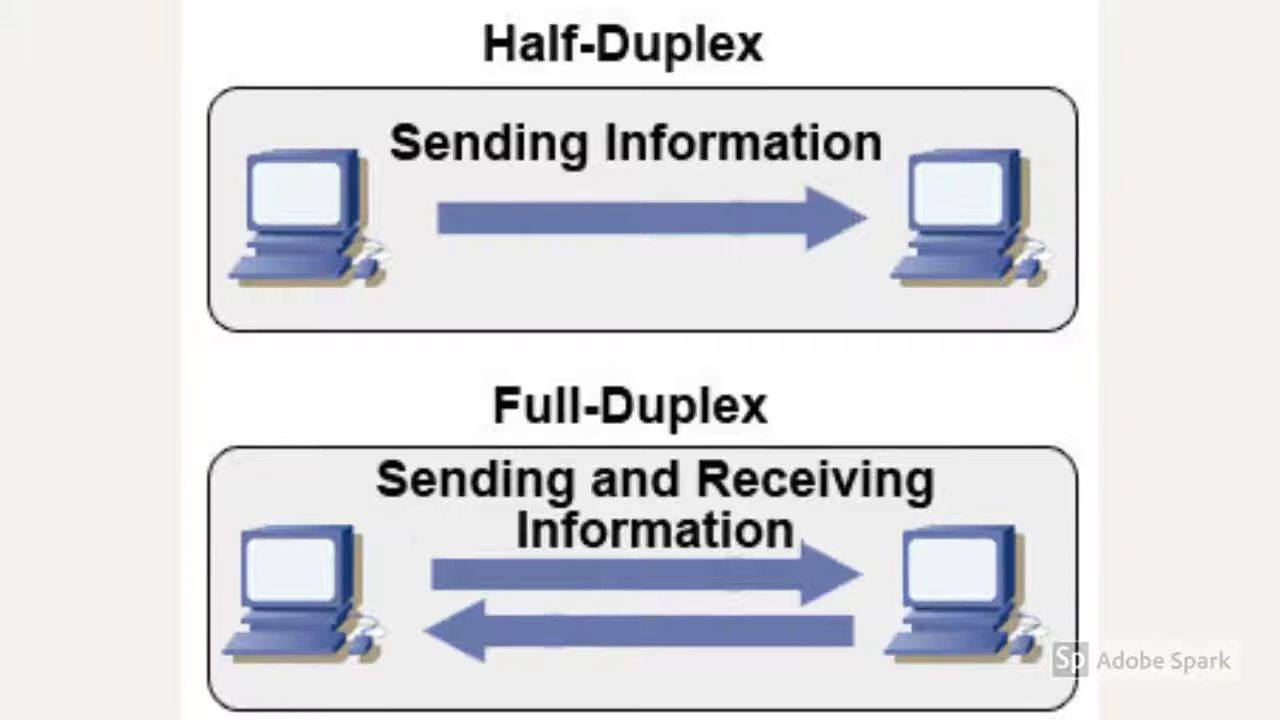 Half-Duplex
Sending Information
Full-Duplex
Sending and Receiving
Information
Sp Adobe Spark